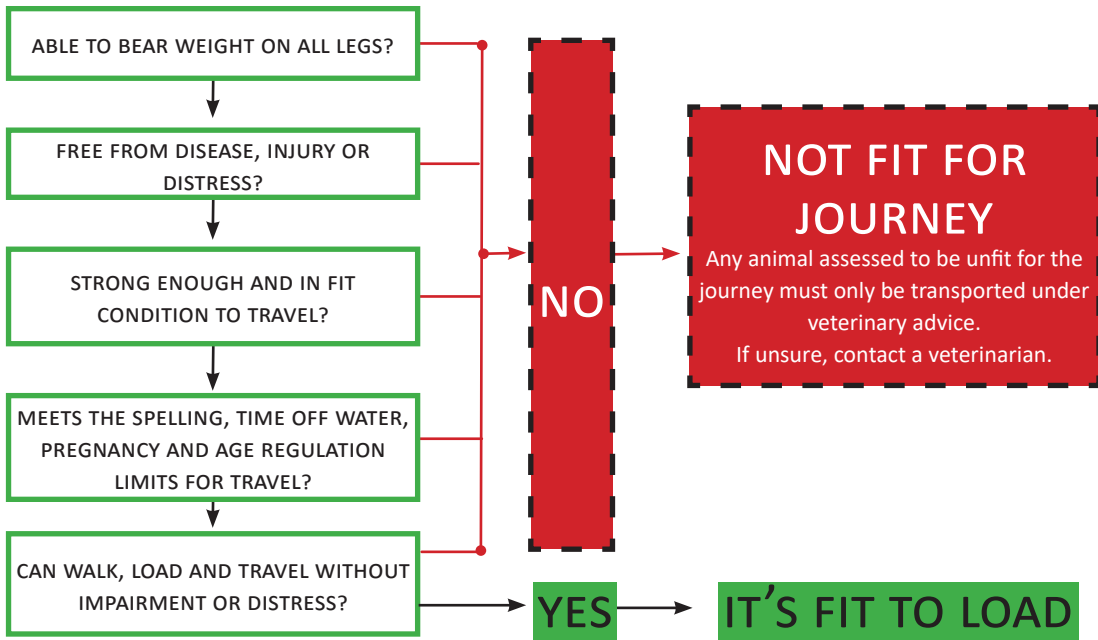 ABLE TO BEAR WEIGHT ON ALL LEGS?
FREE FROM DISEASE, INJURY OR
DISTRESS?
STRONG ENOUGH AND IN FIT
CONDITION TO TRAVEL?
MEETS THE SPELLING, TIME OFF WATER,
PREGNANCY AND AGE REGULATION
LIMITS FOR TRAVEL?
CAN WALK, LOAD AND TRAVEL WITHOUT
IMPAIRMENT OR DISTRESS?
NO
NOT FIT FOR
JOURNEY
Any animal assessed to be unfit for the
journey must only be transported under
veterinary advice.
If unsure, contact a veterinarian.
YES
IT'S FIT TO LOAD